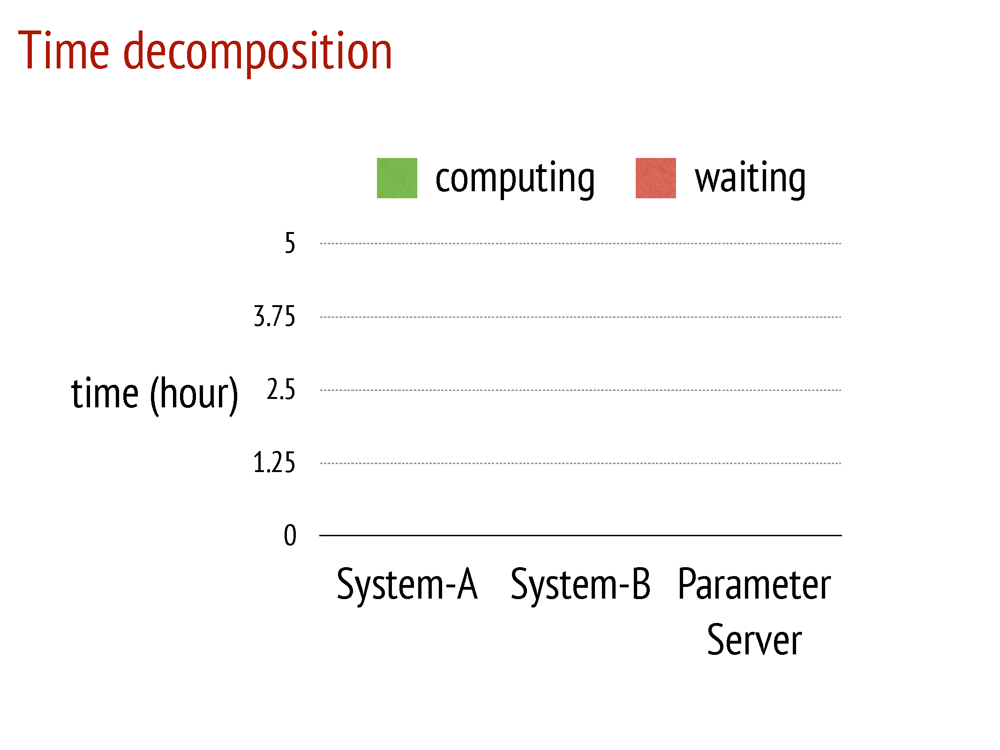 Time decomposition
computing waiting
5
3.75
time (hour) 2.5
1.25
0
System-A System-B Parameter
Server